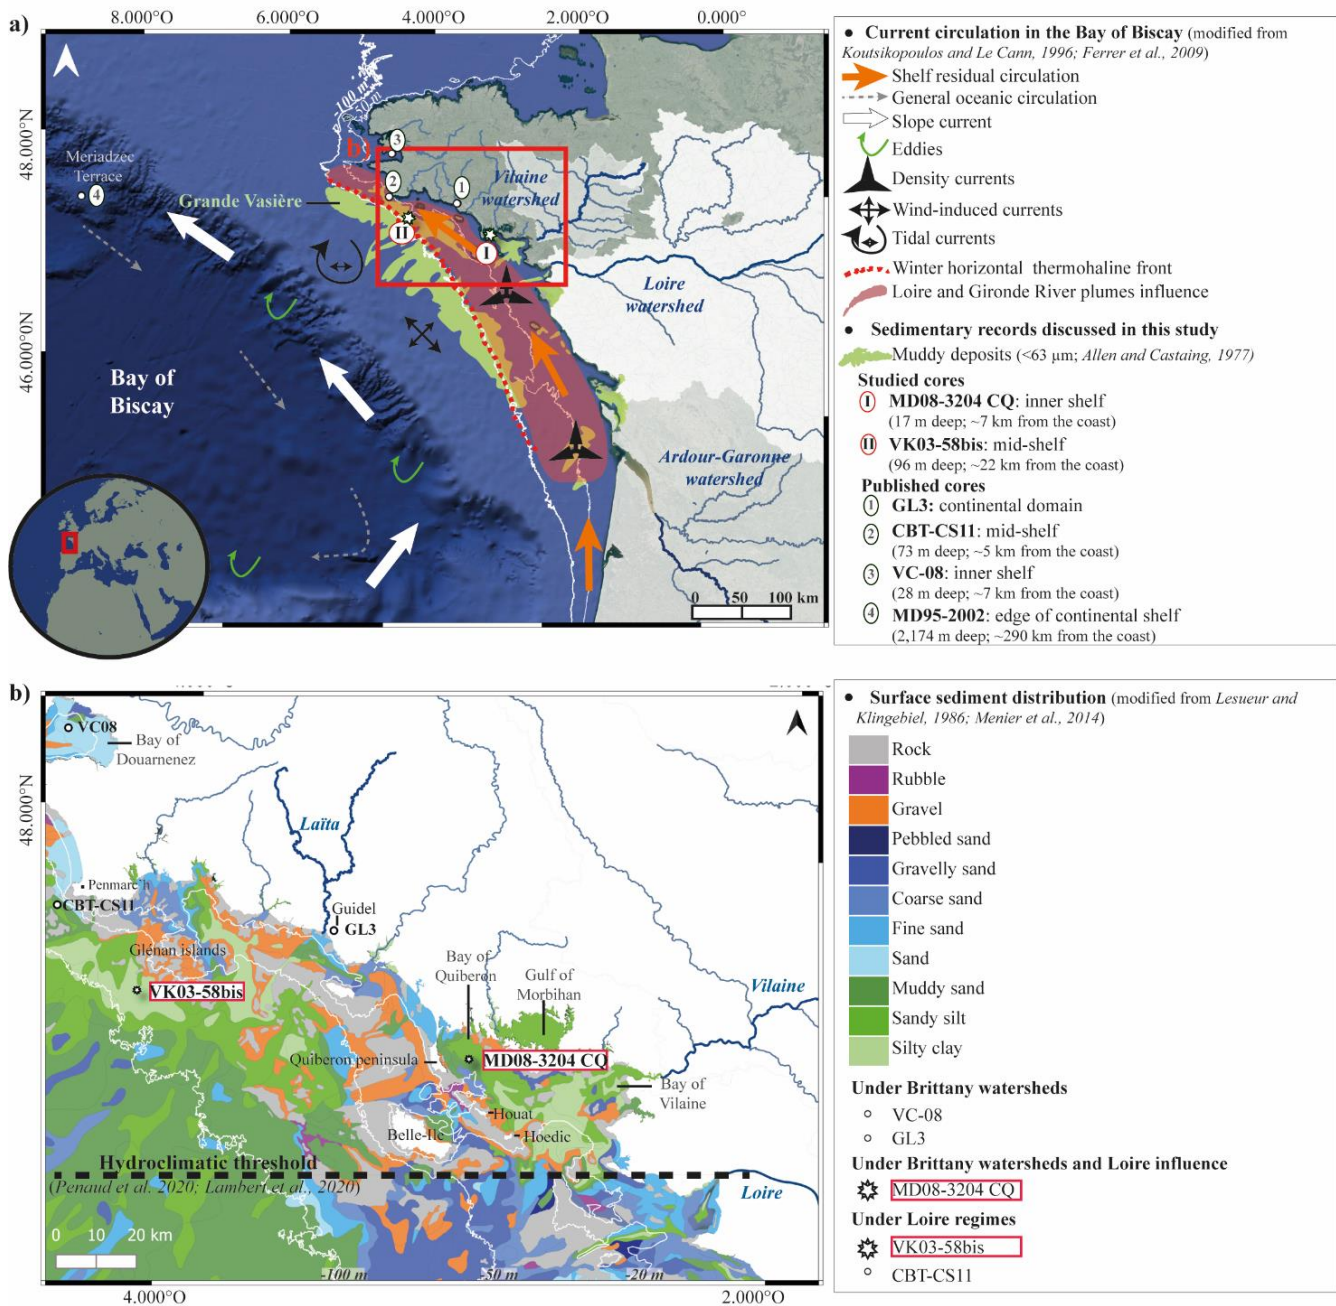 a)
8.000°O 6.000°O 4.000°O 2.000°O 0.000°
48.000°N
46.000°N
100 m
50 m
b)
Meriadzec
Terrace
4
3
2
1
Vilaine
watershed
Grande Vasière
II
I
Loire
watershed
Bay of
Biscay
Ardour-Garonne
watershed
0 50 100 km
● Current circulation in the Bay of Biscay (modified from
Koutsikopoulos and Le Cann, 1996; Ferrer et al., 2009)
Shelf residual circulation
General oceanic circulation
Slope current
Eddies
Density currents
Wind-induced currents
Tidal currents
Winter horizontal thermohaline front
Loire and Gironde River plumes influence
● Sedimentary records discussed in this study
Muddy deposits (<63 µm; Allen and Castaing, 1977)
Studied cores
I MD08-3204 CQ: inner shelf
(17 m deep; ~7 km from the coast)
II VK03-58bis: mid-shelf
(96 m deep; ~22 km from the coast)
Published cores
1 GL3: continental domain
2 CBT-CS11: mid-shelf
(73 m deep; ~5 km from the coast)
3 VC-08: inner shelf
(28 m deep; ~7 km from the coast)
4 MD95-2002: edge of continental shelf
(2,174 m deep; ~290 km from the coast)
b)
48.000°N
VC08
Bay of
Douarnenez
Laïta
Penmarc'h
CBT-CS11
Guidel
GL3
Glénan islands
Bay of
Quiberon
Gulf of
Morbihan
Vilaine
VK03-58bis
Quiberon peninsula
MD08-3204 CQ
Bay of
Vilaine
Houat
Belle-Ile
Hoedic
Hydroclimatic threshold
(Penaud et al. 2020; Lambert et al., 2020)
Loire
0 10 20 km
-100 m -50 m -20 m
4.000°O 2.000°O
● Surface sediment distribution (modified from Lesueur and
Klingebiel, 1986; Menier et al., 2014)
Rock
Rubble
Gravel
Pebbled sand
Gravelly sand
Coarse sand
Fine sand
Sand
Muddy sand
Sandy silt
Silty clay
Under Brittany watersheds
VC-08
GL3
Under Brittany watersheds and Loire influence
MD08-3204 CQ
Under Loire regimes
VK03-58bis
CBT-CS11